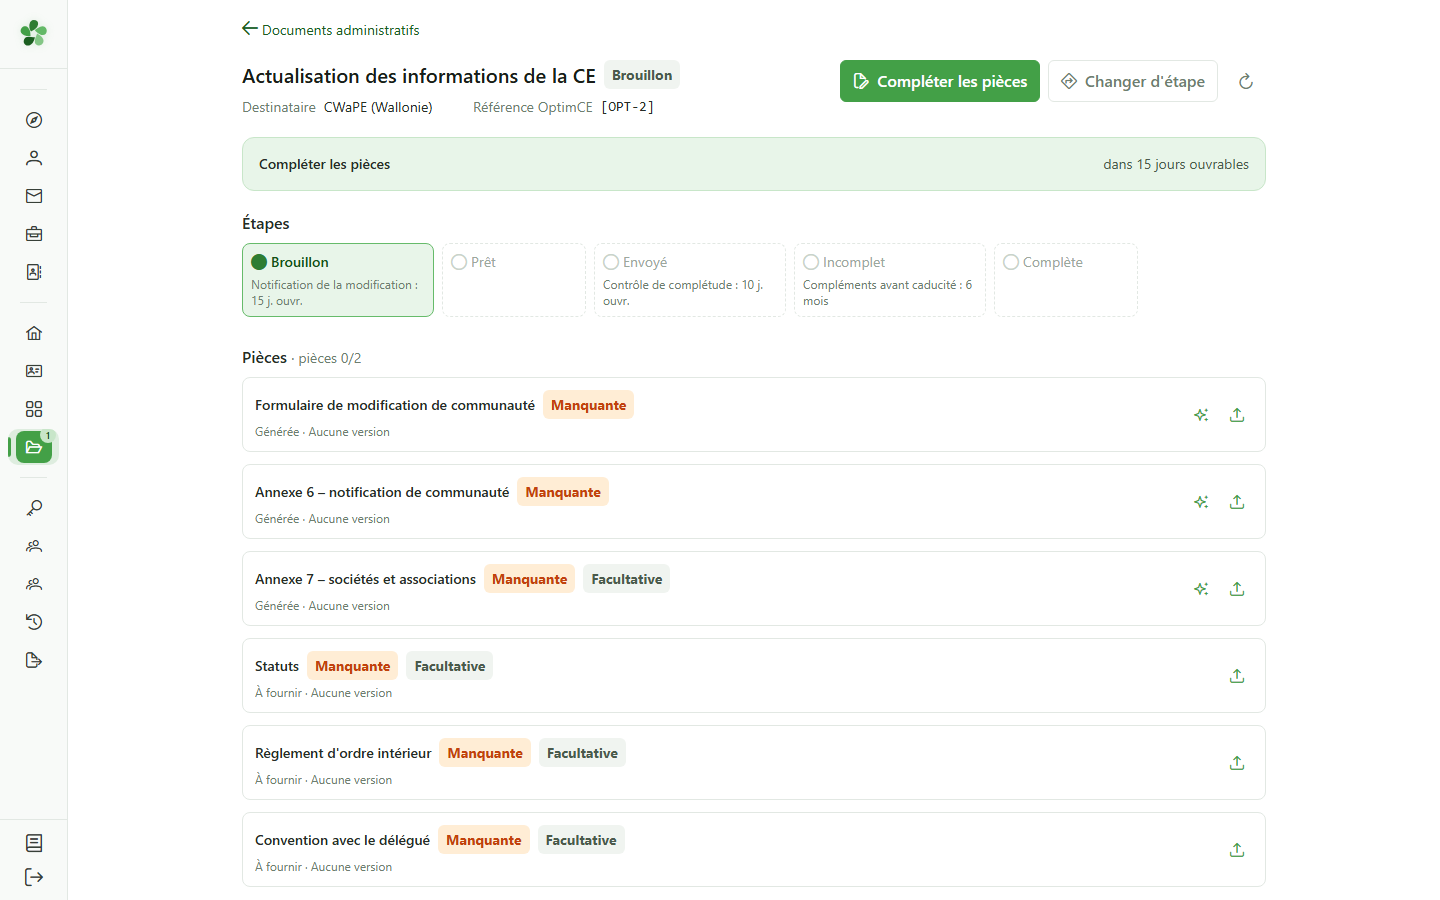 Documents administratifs
Actualisation des informations de la CE Brouillon
Compléter les pièces
Changer d'étape
Destinataire CWaPE (Wallonie) Référence OptimCE [OPT-2]
Compléter les pièces dans 15 jours ouvrables
Étapes
Brouillon
Notification de la modification :
15 j. ouvr.
Prêt
Envoyé
Contrôle de complétude : 10 j.
ouvr.
Incomplet
Compléments avant caducité : 6
mois
Complète
Pièces · pièces 0/2
Formulaire de modification de communauté Manquante
Générée · Aucune version
Annexe 6 – notification de communauté Manquante
Générée · Aucune version
Annexe 7 – sociétés et associations Manquante Facultative
Générée · Aucune version
Statuts Manquante Facultative
À fournir · Aucune version
Règlement d'ordre intérieur Manquante Facultative
À fournir · Aucune version
Convention avec le délégué Manquante Facultative
À fournir · Aucune version
1